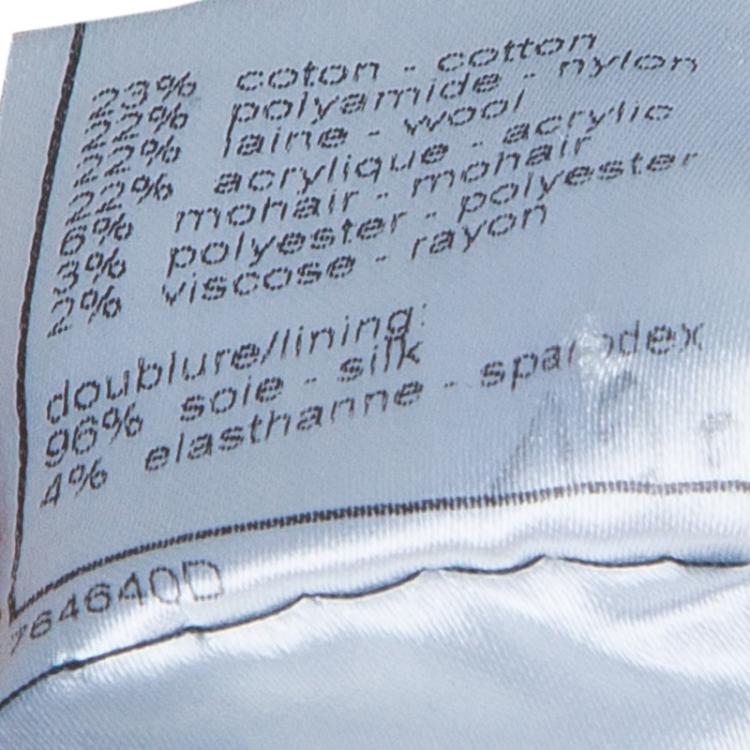 23% coton - cotton
22% polyamide - nylon
22% laine - wool
22% acrylique - acrylic
6% mohair - mohair
3% polyester - polyester
2% viscose - rayon
doublure/lining:
96% soie - silk
4% elasthanne - spandex
764640D